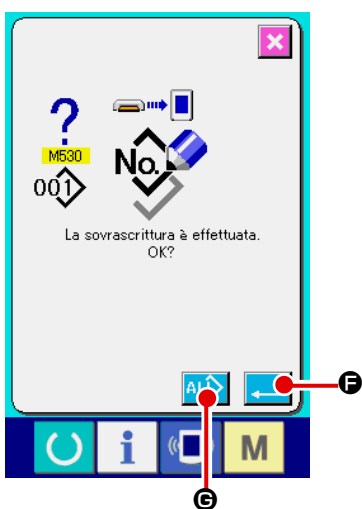 ?
M530
001
No.
La sovrascrittura è effettuata.
OK?
ALL
F
i
M
G